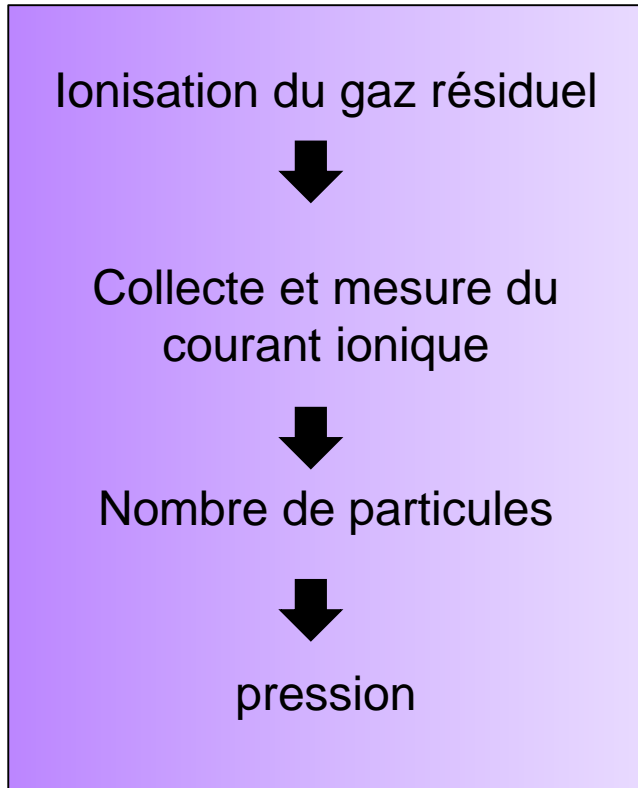 Ionisation du gaz résiduel
Collecte et mesure du
courant ionique
Nombre de particules
pression